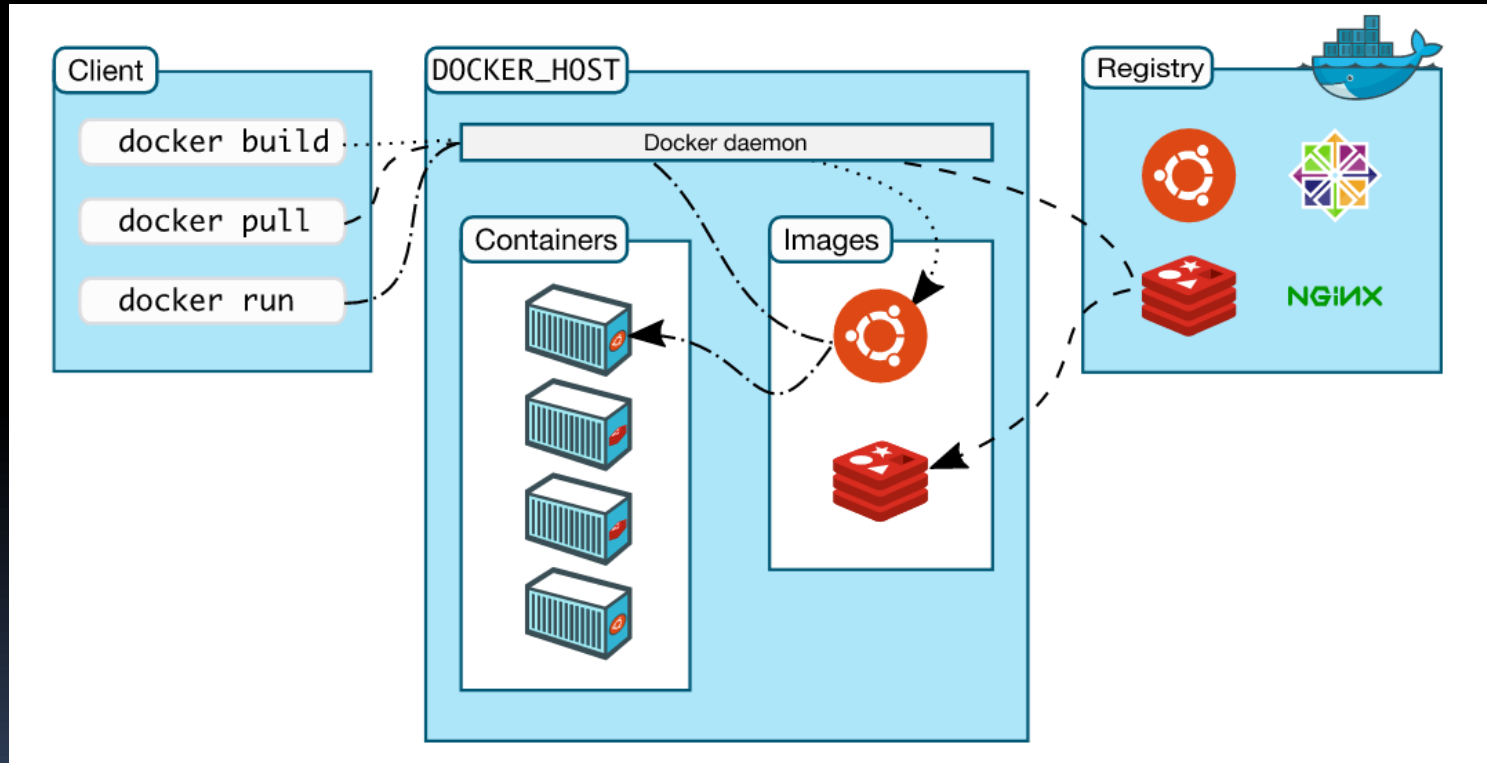 Client
docker build
docker pull
docker run
DOCKER_HOST
Docker daemon
Containers
Images
Registry
NGINX